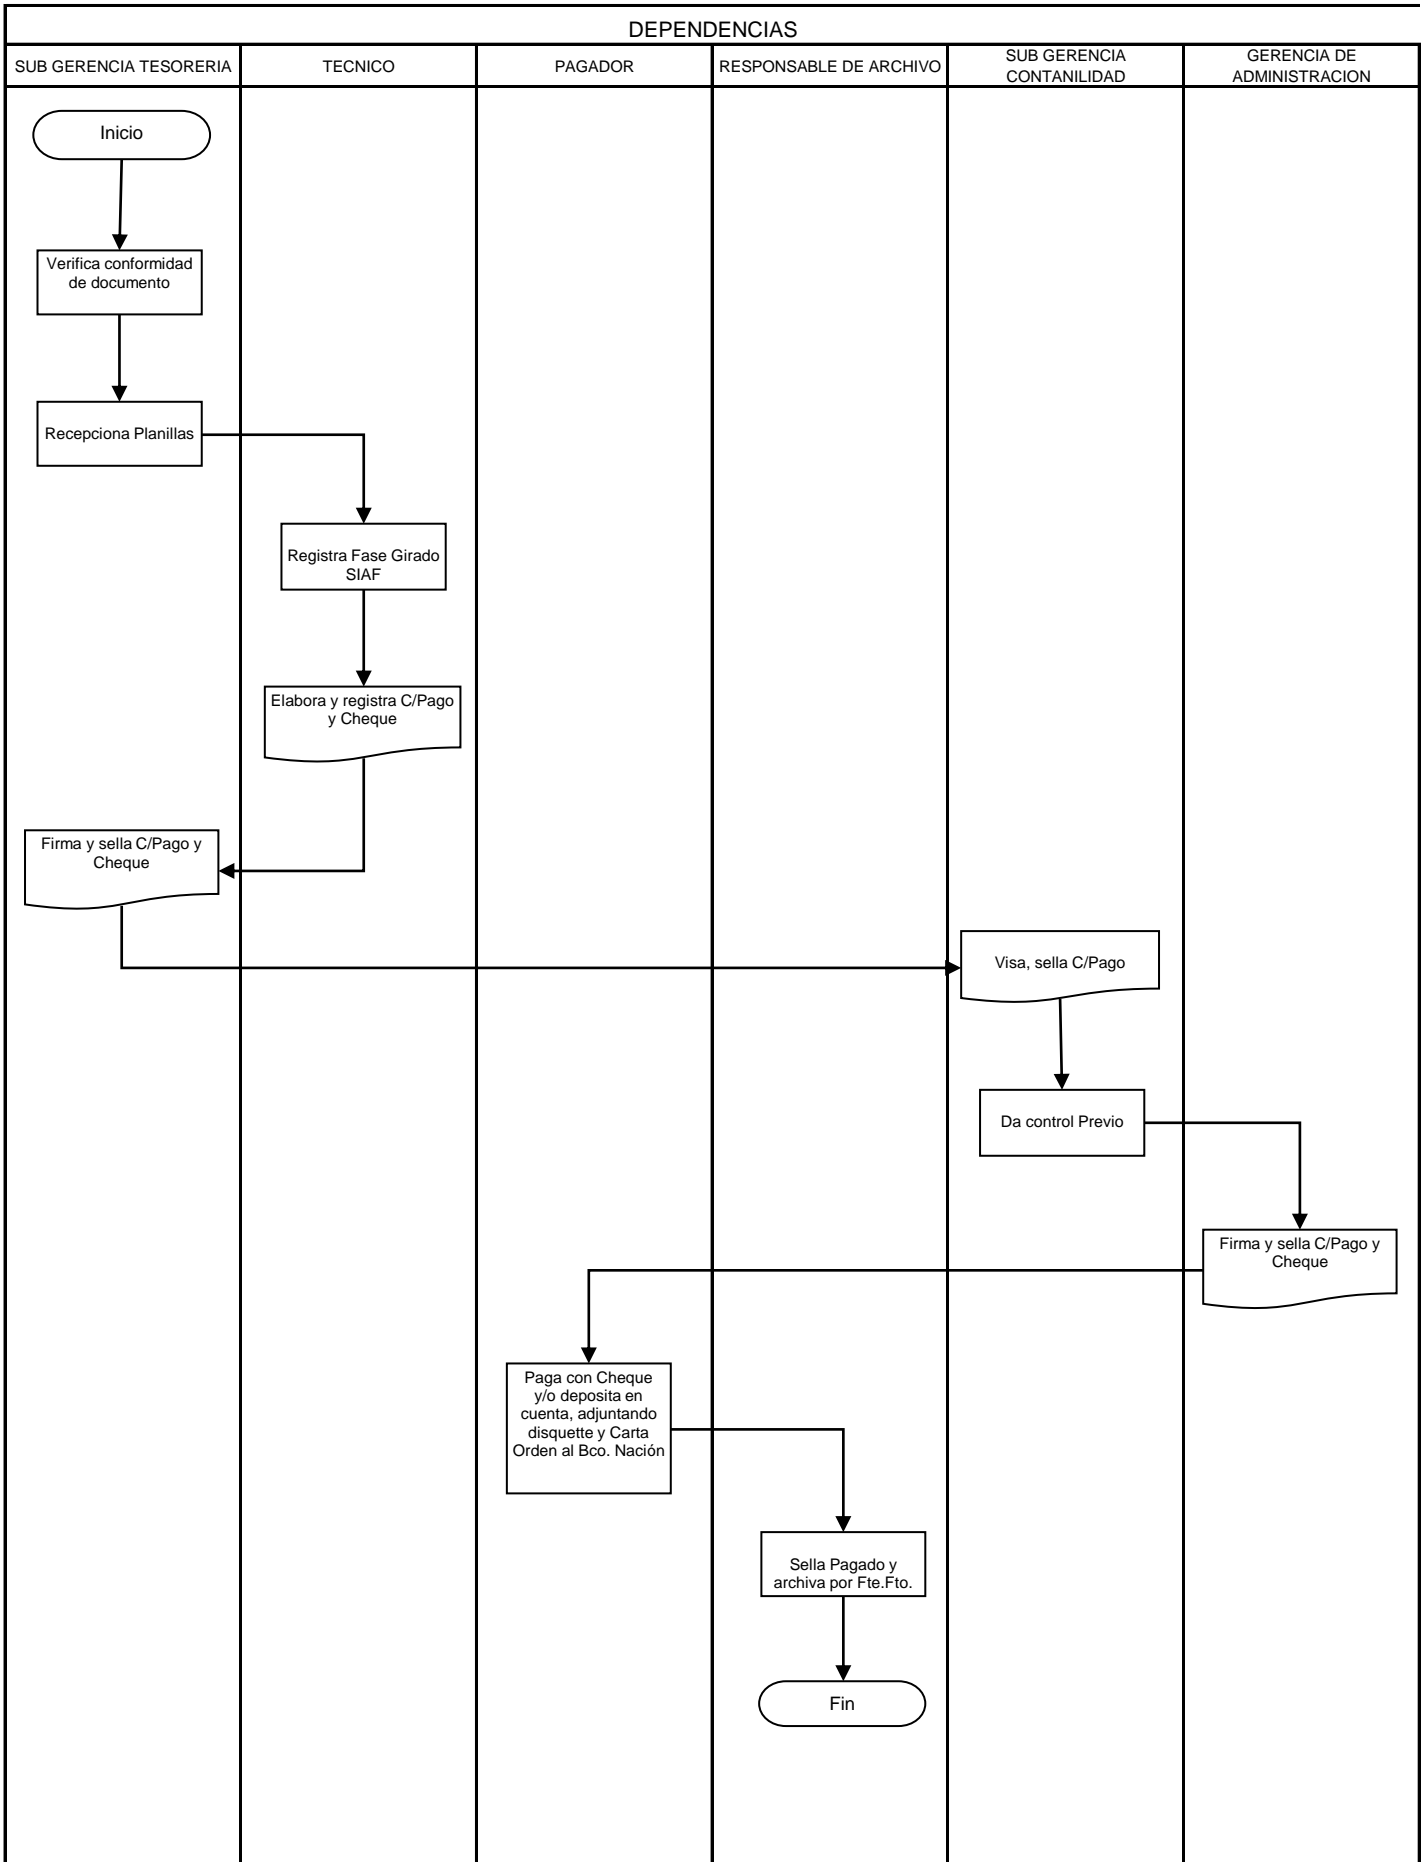 DEPENDENCIAS
SUB GERENCIA TESORERIA
TECNICO
PAGADOR
RESPONSABLE DE ARCHIVO
SUB GERENCIA
CONTANILIDAD
GERENCIA DE
ADMINISTRACION
Inicio
Verifica conformidad
de documento
Recepciona Planillas
Registra Fase Girado
SIAF
Elabora y registra C/Pago
y Cheque
Firma y sella C/Pago y
Cheque
Visa, sella C/Pago
Da control Previo
Firma y sella C/Pago y
Cheque
Paga con Cheque
y/o deposita en
cuenta, adjuntando
disquette y Carta
Orden al Bco. Nación
Sella Pagado y
archiva por Fte.Fto.
Fin